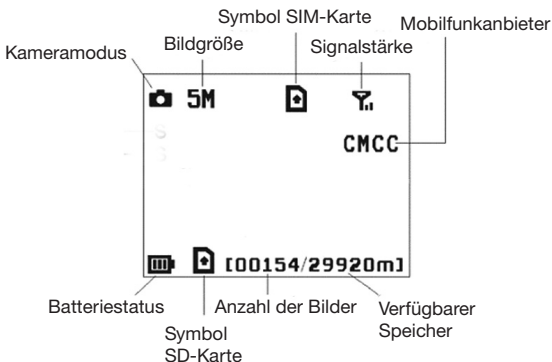 Symbol SIM-Karte
Mobilfunkanbieter
Bildgröße
Signalstärke
Kameramodus
5M
CMCC
[00154/29920m]
Batteriestatus
Anzahl der Bilder
Verfügbarer
Speicher
Symbol
SD-Karte